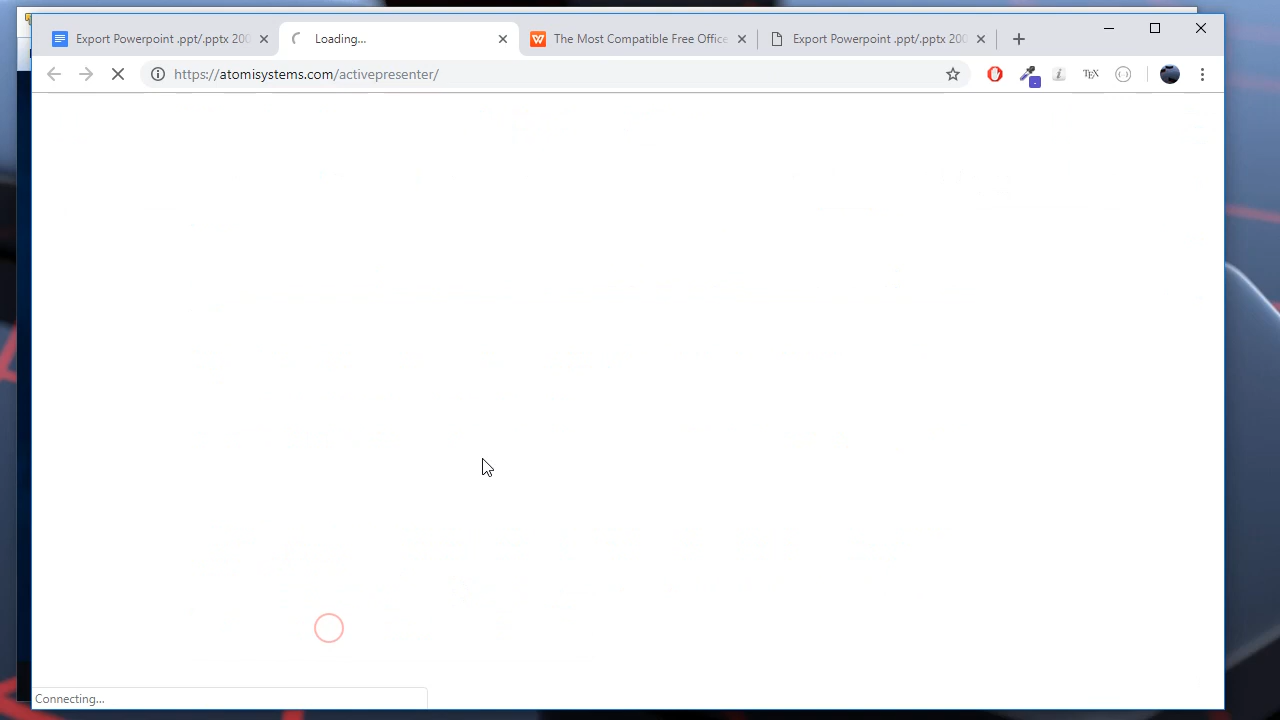 Export Powerpoint .ppt/.pptx 200
Loading...
The Most Compatible Free Office
Export Powerpoint .ppt/.pptx 200
https://atomisystems.com/activepresenter/
TEX
Connecting...